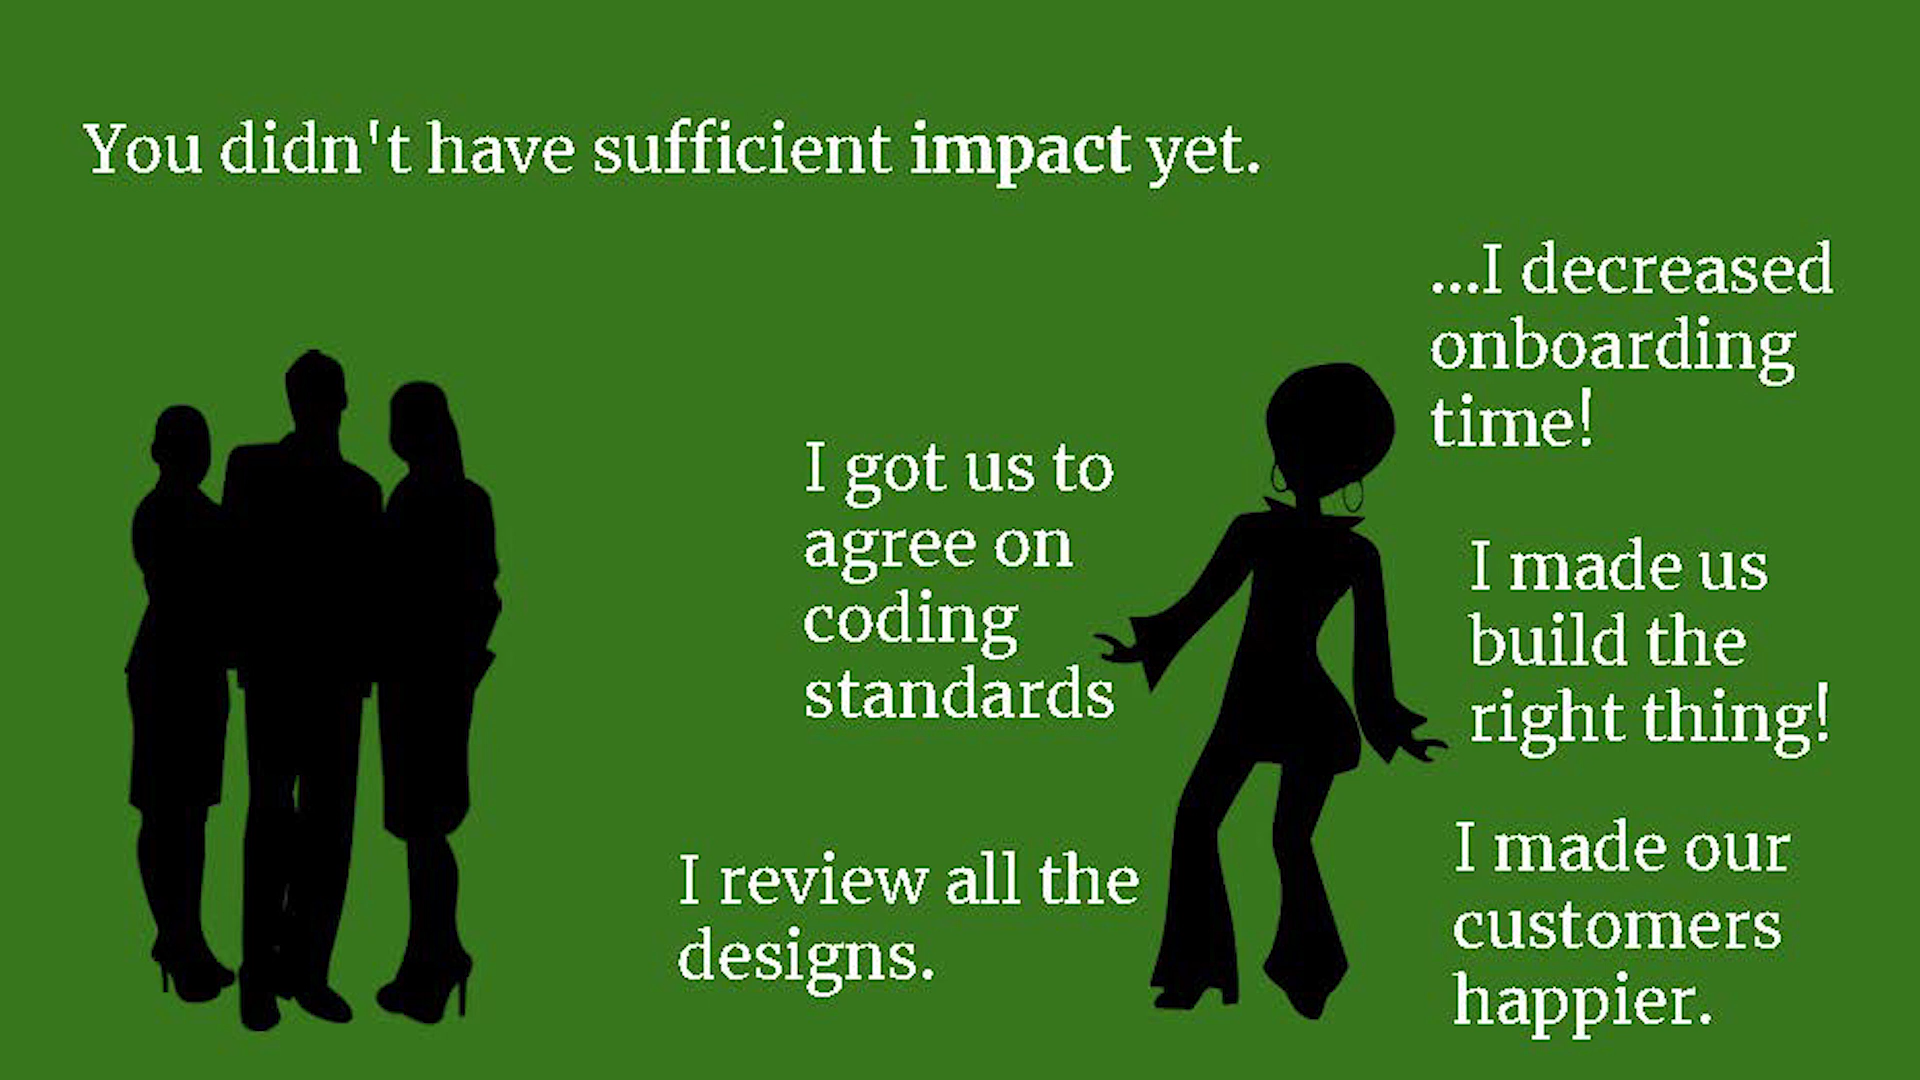 You didn't have sufficient impact yet.
...I decreased
onboarding
time!
I got us to
agree on
coding
standards
I made us
build the
right thing!
I review all the
designs.
I made our
customers
happier.